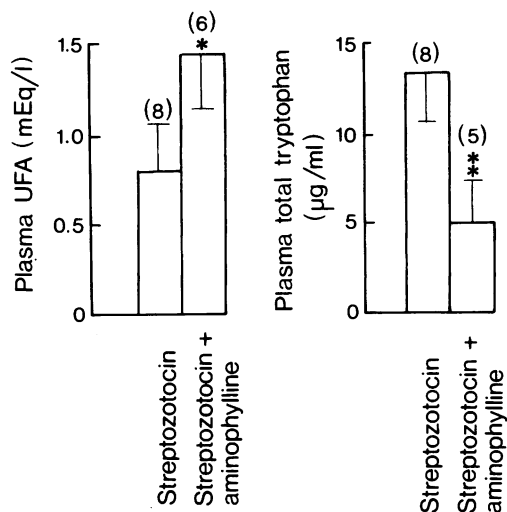 Plasma UFA (mEq/l)
1.5
1.0
0.5
0
(8)
(6)
*
Streptozotocin
Streptozotocin +
aminophylline
Plasma total tryptophan
(μg/ml)
15
10
5
0
(8)
(5)
**
Streptozotocin
Streptozotocin +
aminophylline